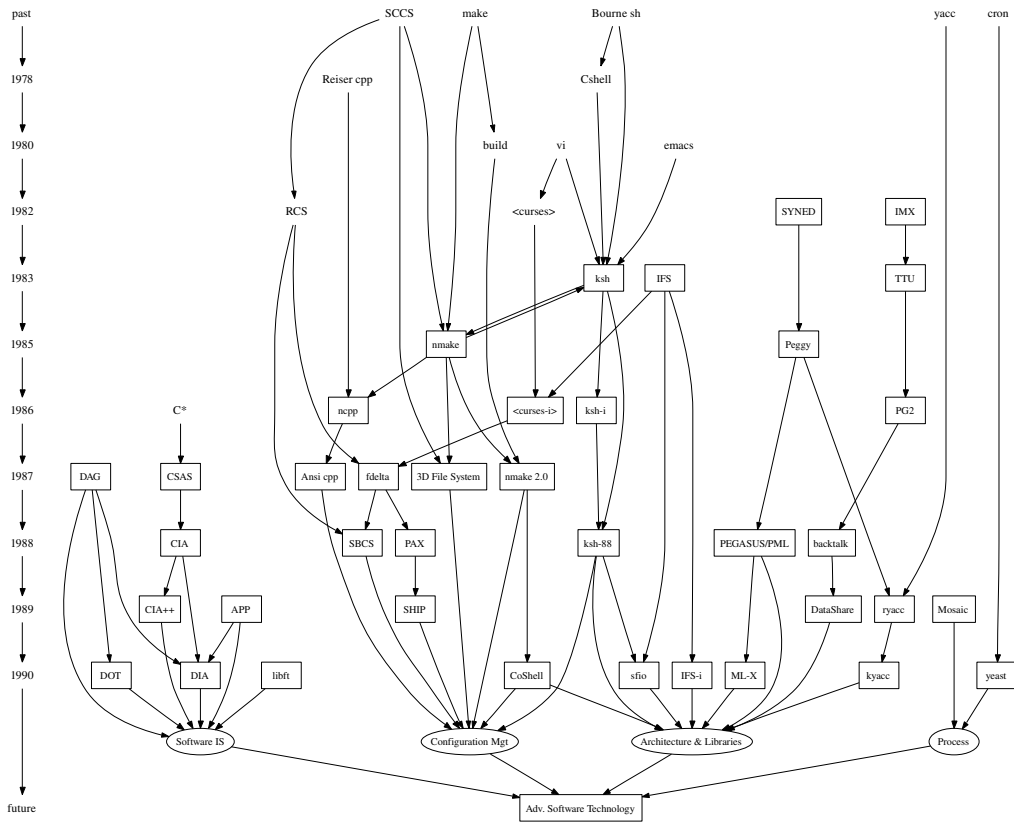 past SCCS make Bourne sh yacc cron
1978 Reiser cpp Cshell
1980 build vi emacs
1982 RCS <curses> SYNED IMX
1983 ksh IFS TTU
1985 nmake Peggy
1986 C* ncpp <curses-i> ksh-i PG2
1987 DAG CSAS Ansi cpp fdelta 3D File System nmake 2.0
1988 CIA SBCS PAX ksh-88 PEGASUS/PML backtalk
1989 CIA++ APP SHIP DataShare ryacc Mosaic
1990 DOT DIA libft CoShell sfio IFS-i ML-X kyacc yeast
Software IS Configuration Mgt Architecture & Libraries Process
future Adv. Software Technology